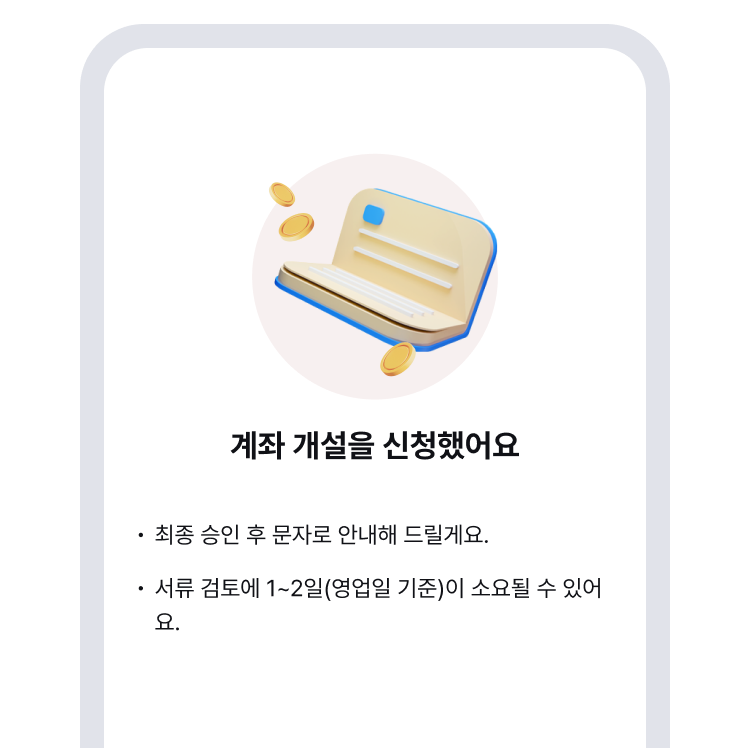 계좌 개설을 신청했어요
• 최종 승인 후 문자로 안내해 드릴게요.
• 서류 검토에 1~2일(영업일 기준)이 소요될 수 있어
요.